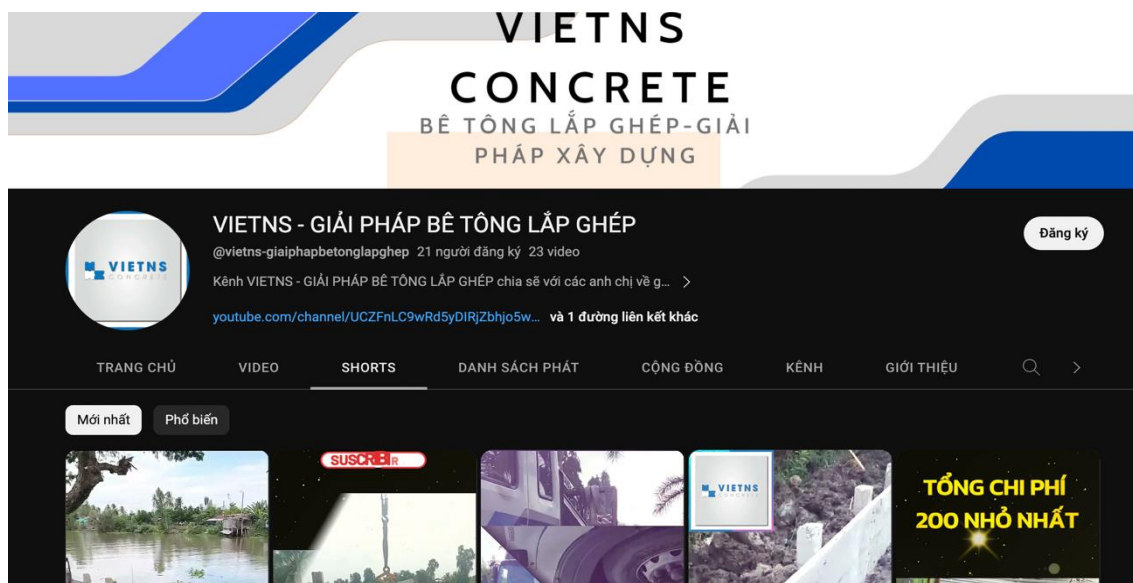 VIETNS
CONCRETE
BÊ TÔNG LẮP GHÉP-GIẢI
PHÁP XÂY DỰNG
VIETNS
CONCRETE
VIETNS - GIẢI PHÁP BÊ TÔNG LẮP GHÉP
@vietns-giaiphapbetonglapghep 21 người đăng ký 23 video
Kênh VIETNS - GIẢI PHÁP BÊ TÔNG LẮP GHÉP chia sẽ với các anh chị về g...
youtube.com/channel/UCZFnLC9wRd5yDIRjZbhjo5w... và 1 đường liên kết khác
Đăng ký
TRANG CHỦ VIDEO SHORTS DANH SÁCH PHÁT CỘNG ĐỒNG KÊNH GIỚI THIỆU
Mới nhất Phổ biến
SUSCRIBIR
VIETNS
CONCRETE
TỔNG CHI PHÍ
200 NHỎ NHẤT